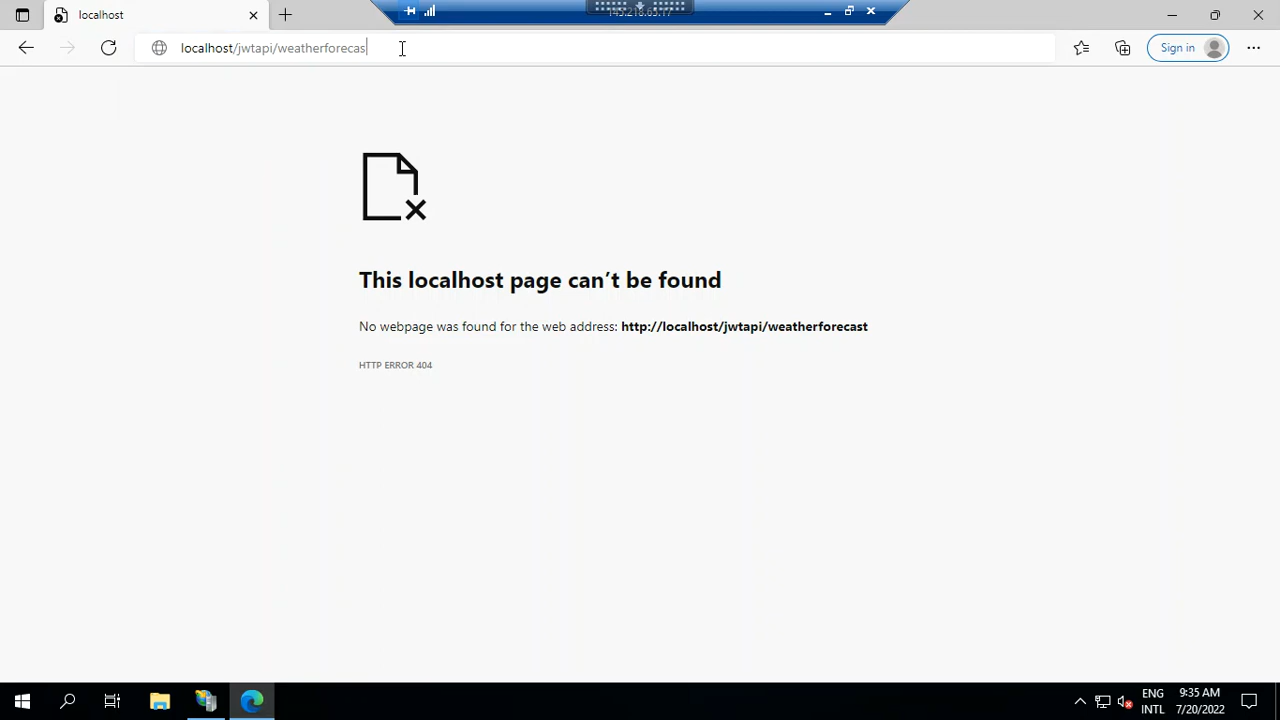 localhost
localhost/jwtapi/weatherforecas
Sign in
This localhost page can't be found
No webpage was found for the web address: http://localhost/jwtapi/weatherforecast
HTTP ERROR 404
ENG
INTL
9:35 AM
7/20/2022